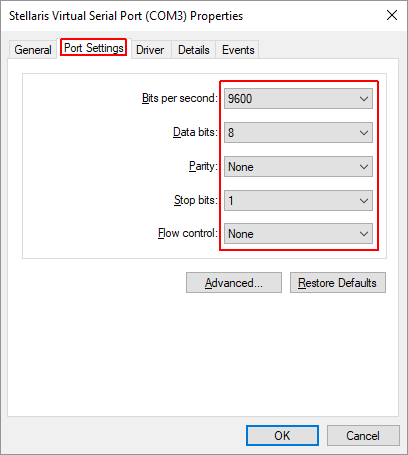 Stellaris Virtual Serial Port (COM3) Properties
General Port Settings Driver Details Events
Bits per second: 9600
Data bits: 8
Parity: None
Stop bits: 1
Flow control: None
Advanced... Restore Defaults
OK Cancel